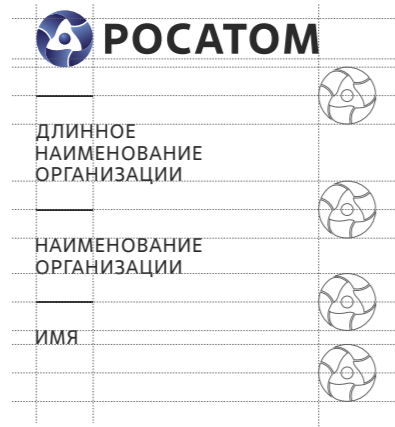 РОСАТОМ
ДЛИННОЕ
НАИМЕНОВАНИЕ
ОРГАНИЗАЦИИ
НАИМЕНОВАНИЕ
ОРГАНИЗАЦИИ
ИМЯ